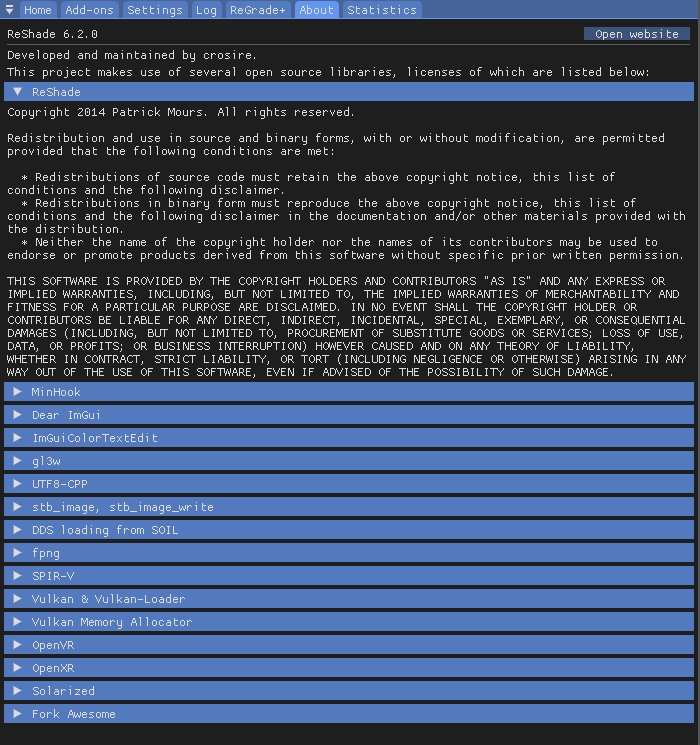 Home Add-ons Settings Log ReGrade+ About Statistics
ReShade 6.2.0 Open website
Developed and maintained by crosire.
This project makes use of several open source libraries, licenses of which are listed below:
ReShade
Copyright 2014 Patrick Mours. All rights reserved.
Redistribution and use in source and binary forms, with or without modification, are permitted
provided that the following conditions are met:
* Redistributions of source code must retain the above copyright notice, this list of
conditions and the following disclaimer.
* Redistributions in binary form must reproduce the above copyright notice, this list of
conditions and the following disclaimer in the documentation and/or other materials provided with
the distribution.
* Neither the name of the copyright holder nor the names of its contributors may be used to
endorse or promote products derived from this software without specific prior written permission.
THIS SOFTWARE IS PROVIDED BY THE COPYRIGHT HOLDERS AND CONTRIBUTORS "AS IS" AND ANY EXPRESS OR
IMPLIED WARRANTIES, INCLUDING, BUT NOT LIMITED TO, THE IMPLIED WARRANTIES OF MERCHANTABILITY AND
FITNESS FOR A PARTICULAR PURPOSE ARE DISCLAIMED. IN NO EVENT SHALL THE COPYRIGHT HOLDER OR
CONTRIBUTORS BE LIABLE FOR ANY DIRECT, INDIRECT, INCIDENTAL, SPECIAL, EXEMPLARY, OR CONSEQUENTIAL
DAMAGES (INCLUDING, BUT NOT LIMITED TO, PROCUREMENT OF SUBSTITUTE GOODS OR SERVICES; LOSS OF USE,
DATA, OR PROFITS; OR BUSINESS INTERRUPTION) HOWEVER CAUSED AND ON ANY THEORY OF LIABILITY,
WHETHER IN CONTRACT, STRICT LIABILITY, OR TORT (INCLUDING NEGLIGENCE OR OTHERWISE) ARISING IN ANY
WAY OUT OF THE USE OF THIS SOFTWARE, EVEN IF ADVISED OF THE POSSIBILITY OF SUCH DAMAGE.
MinHook
Dear ImGui
ImGuiColorTextEdit
gl3w
UTF8-CPP
stb_image, stb_image_write
DDS loading from SOIL
fpng
SPIR-V
Vulkan & Vulkan-Loader
Vulkan Memory Allocator
OpenVR
OpenXR
Solarized
Fork Awesome